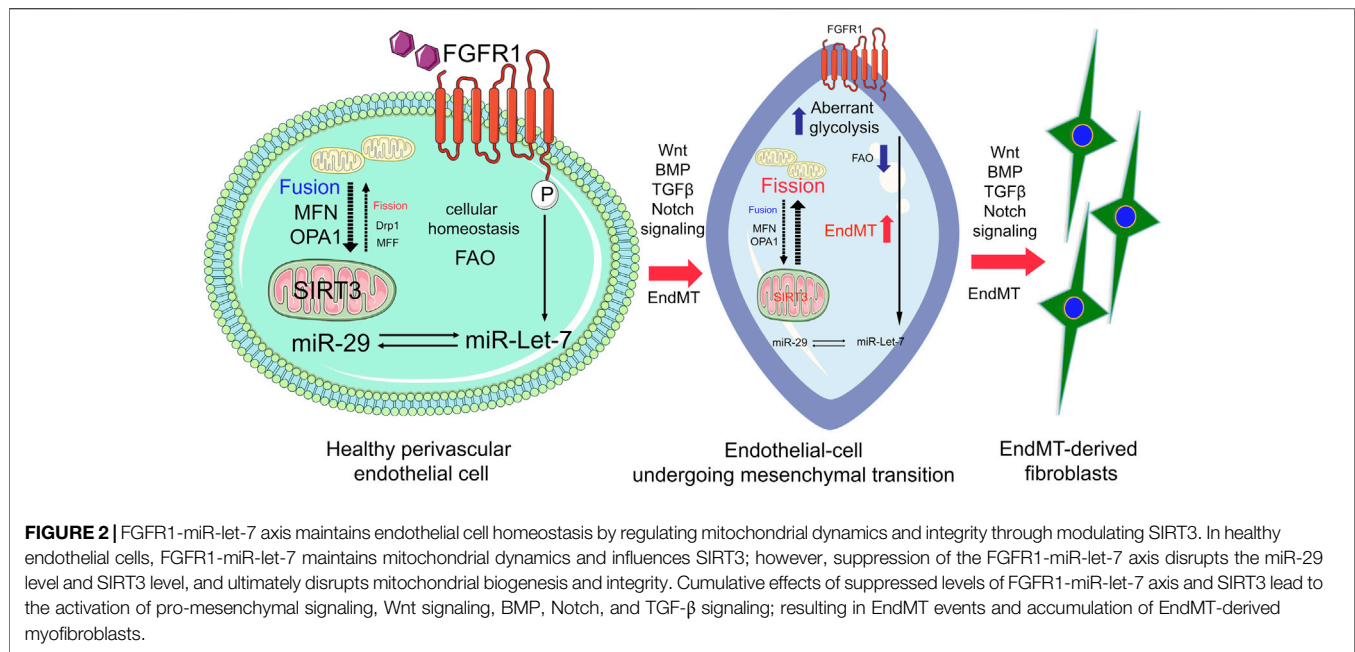 FGFR1
Fusion
MFN
OPA1
Fission
Drp1
MFF
cellular
homeostasis
FAO
P
SIRT3
miR-29
miR-Let-7
Healthy perivascular
endothelial cell
Wnt
BMP
TGFβ
Notch
signaling
EndMT
FGFR1
Aberrant
glycolysis
FAO
Fission
Fusion
MFN
OPA1
EndMT
SIRT3
miR-29
miR-Let-7
Endothelial-cell
undergoing mesenchymal transition
Wnt
BMP
TGFβ
Notch
signaling
EndMT
EndMT-derived
fibroblasts
FIGURE 2 | FGFR1-miR-let-7 axis maintains endothelial cell homeostasis by regulating mitochondrial dynamics and integrity through modulating SIRT3. In healthy
endothelial cells, FGFR1-miR-let-7 maintains mitochondrial dynamics and influences SIRT3; however, suppression of the FGFR1-miR-let-7 axis disrupts the miR-29
level and SIRT3 level, and ultimately disrupts mitochondrial biogenesis and integrity. Cumulative effects of suppressed levels of FGFR1-miR-let-7 axis and SIRT3 lead to
the activation of pro-mesenchymal signaling, Wnt signaling, BMP, Notch, and TGF-β signaling; resulting in EndMT events and accumulation of EndMT-derived
myofibroblasts.